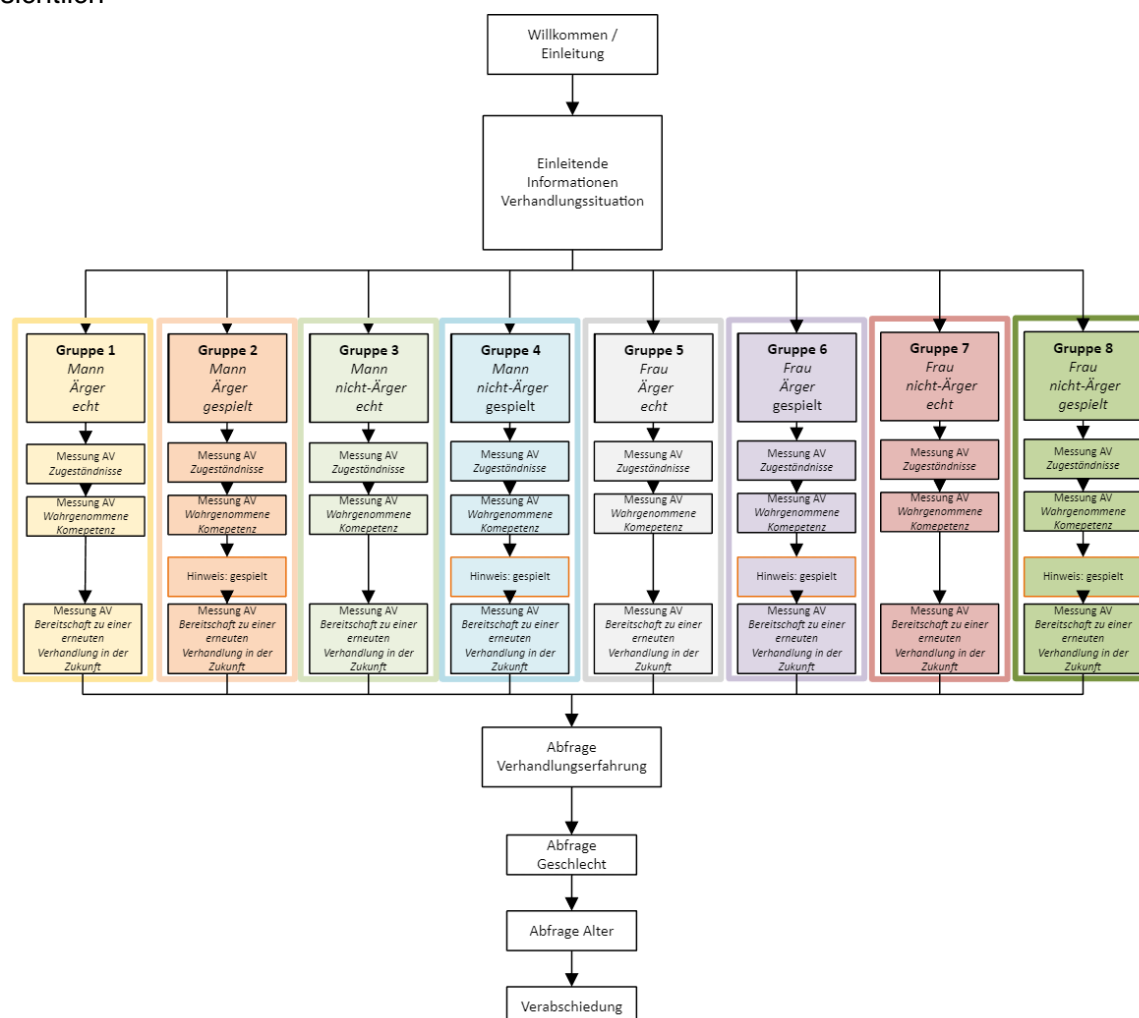 Willkommen /
Einleitung
Einleitende
Informationen
Verhandlungssituation
Gruppe 1
Mann
Ärger
echt
Messung AV
Zugeständnisse
Messung AV
Wahrgenommene
Komepetenz
Messung AV
Bereitschaft zu einer
erneuten
Verhandlung in der
Zukunft
Gruppe 2
Mann
Ärger
gespielt
Messung AV
Zugeständnisse
Messung AV
Wahrgenommene
Komepetenz
Hinweis: gespielt
Messung AV
Bereitschaft zu einer
erneuten
Verhandlung in der
Zukunft
Gruppe 3
Mann
nicht-Ärger
echt
Messung AV
Zugeständnisse
Messung AV
Wahrgenommene
Komepetenz
Messung AV
Bereitschaft zu einer
erneuten
Verhandlung in der
Zukunft
Gruppe 4
Mann
nicht-Ärger
gespielt
Messung AV
Zugeständnisse
Messung AV
Wahrgenommene
Komepetenz
Hinweis: gespielt
Messung AV
Bereitschaft zu einer
erneuten
Verhandlung in der
Zukunft
Gruppe 5
Frau
Ärger
echt
Messung AV
Zugeständnisse
Messung AV
Wahrgenommene
Komepetenz
Messung AV
Bereitschaft zu einer
erneuten
Verhandlung in der
Zukunft
Gruppe 6
Frau
Ärger
gespielt
Messung AV
Zugeständnisse
Messung AV
Wahrgenommene
Komepetenz
Hinweis: gespielt
Messung AV
Bereitschaft zu einer
erneuten
Verhandlung in der
Zukunft
Gruppe 7
Frau
nicht-Ärger
echt
Messung AV
Zugeständnisse
Messung AV
Wahrgenommene
Komepetenz
Messung AV
Bereitschaft zu einer
erneuten
Verhandlung in der
Zukunft
Gruppe 8
Frau
nicht-Ärger
gespielt
Messung AV
Zugeständnisse
Messung AV
Wahrgenommene
Komepetenz
Hinweis: gespielt
Messung AV
Bereitschaft zu einer
erneuten
Verhandlung in der
Zukunft
Abfrage
Verhandlungserfahrung
Abfrage
Geschlecht
Abfrage Alter
Verabschiedung